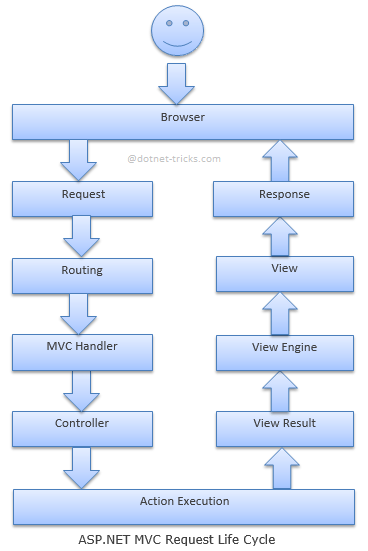 Browser
@dotnet-tricks.com
Request
Response
Routing
View
MVC Handler
View Engine
Controller
View Result
Action Execution
ASP.NET MVC Request Life Cycle